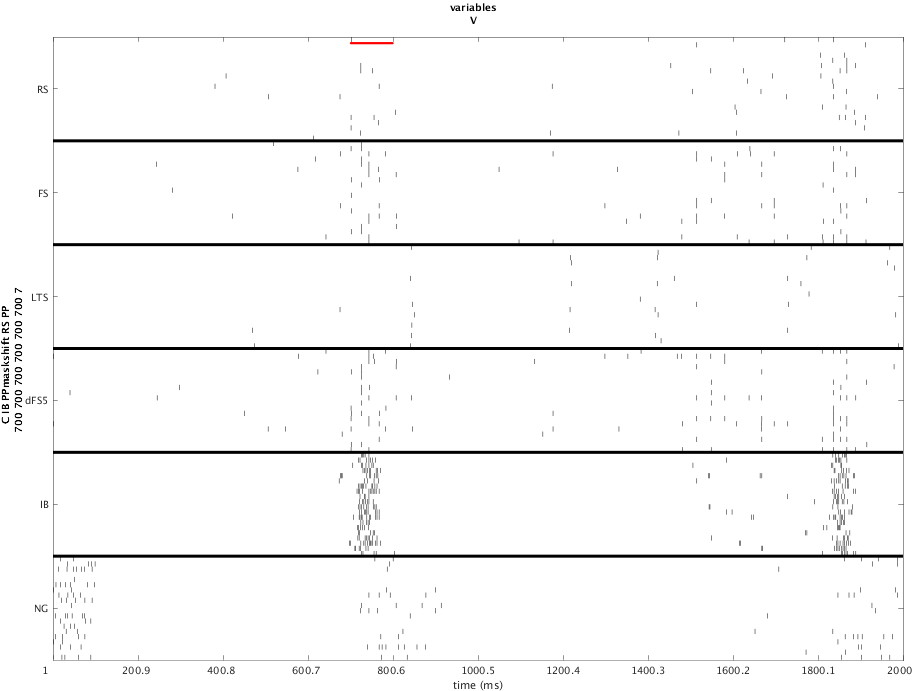 variables
V
RS
FS
LTS
dFS5
IB
NG
C IB PPmaskshift RS PP
700 700 700 700 700 700 7
1 200.9 400.8 600.7 800.6 1000.5 1200.4 1400.3 1600.2 1800.1 2000
time (ms)